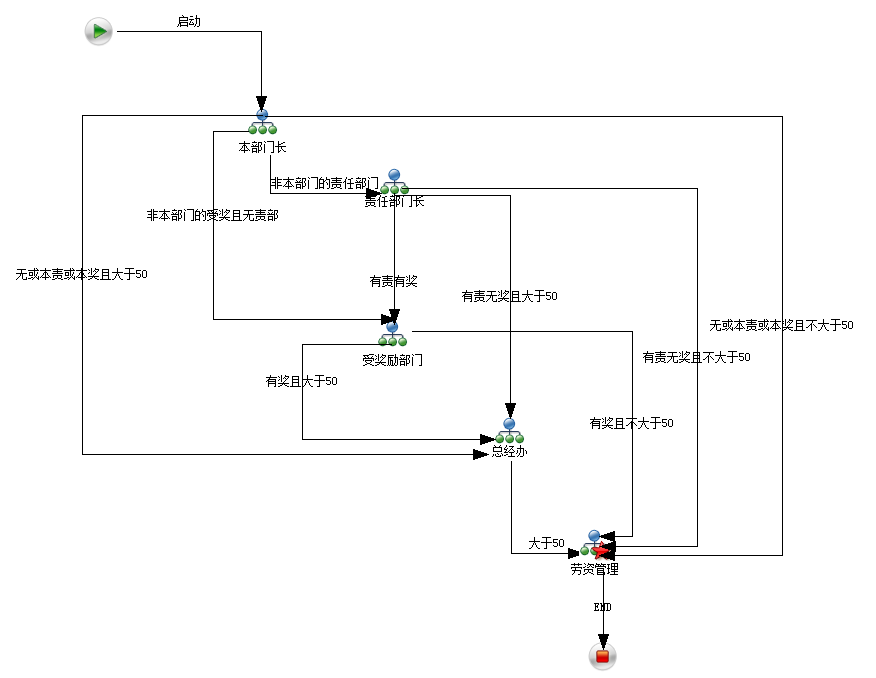 启动
本部门长
非本部门的责任部门
责任部门长
非本部门的受奖且无责部
无或本责或本奖且大于50
有责有奖
有责无奖且大于50
无或本责或本奖且不大于50
有责无奖且不大于50
受奖励部门
有奖且大于50
有奖且不大于50
总经办
大于50
劳资管理
END